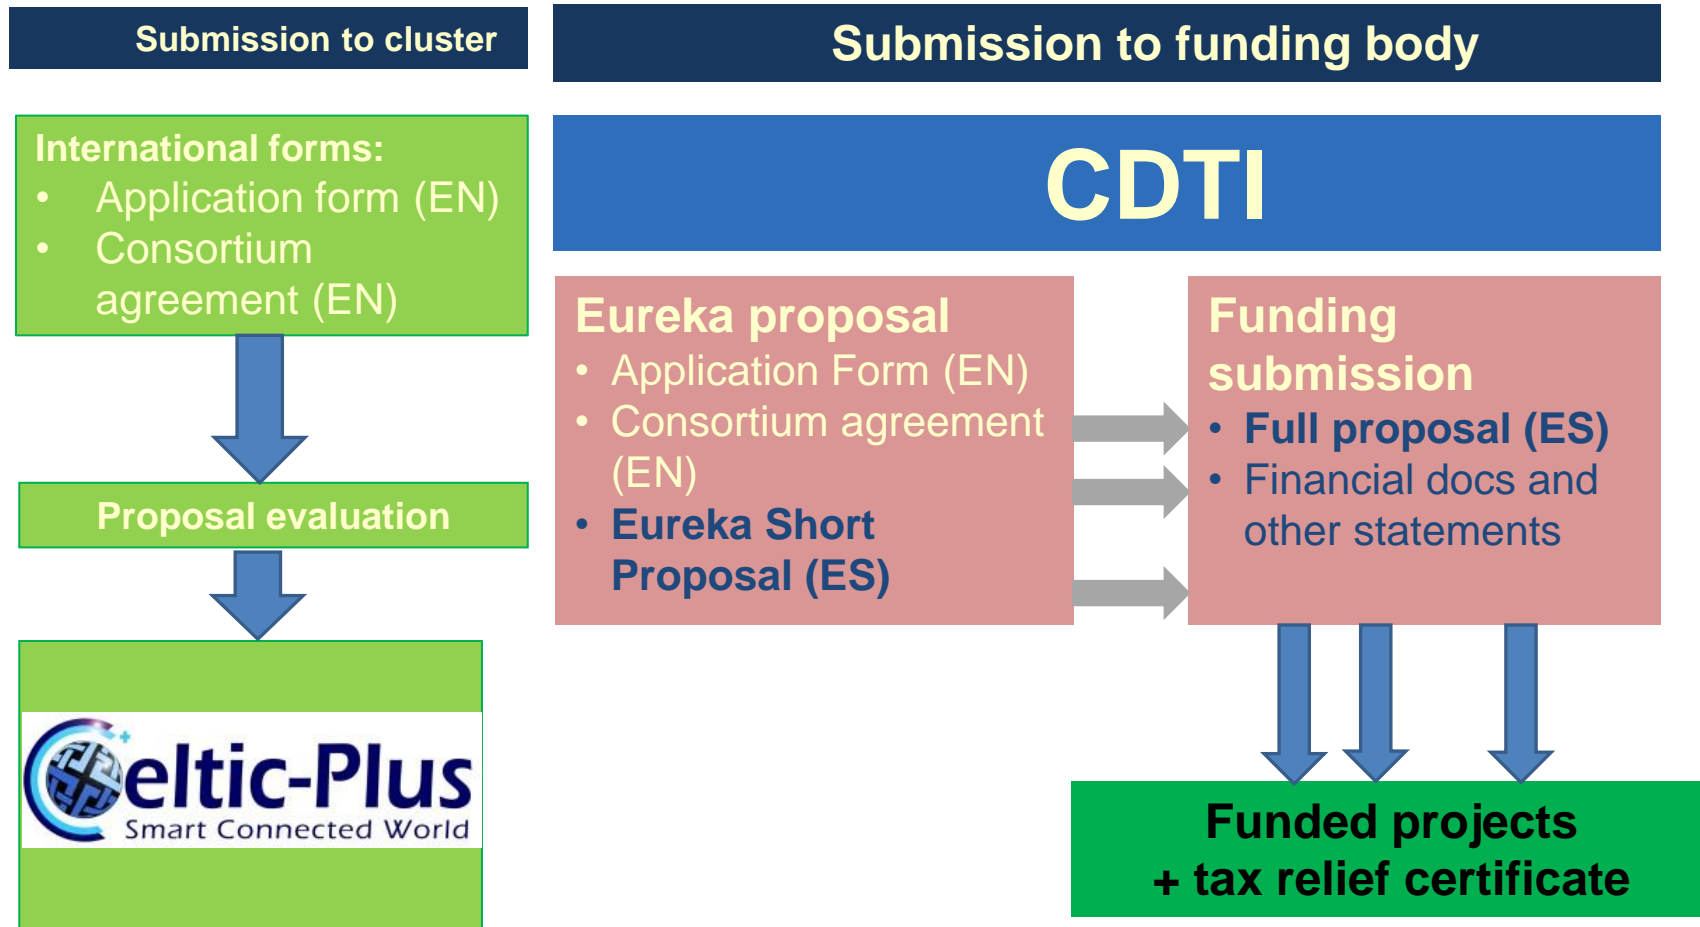 Submission to cluster
Submission to funding body
International forms:
• Application form (EN)
• Consortium
agreement (EN)
Proposal evaluation
Celtic-Plus
Smart Connected World
CDTI
Eureka proposal
• Application Form (EN)
• Consortium agreement
(EN)
• Eureka Short
Proposal (ES)
Funding
submission
• Full proposal (ES)
• Financial docs and
other statements
Funded projects
+ tax relief certificate